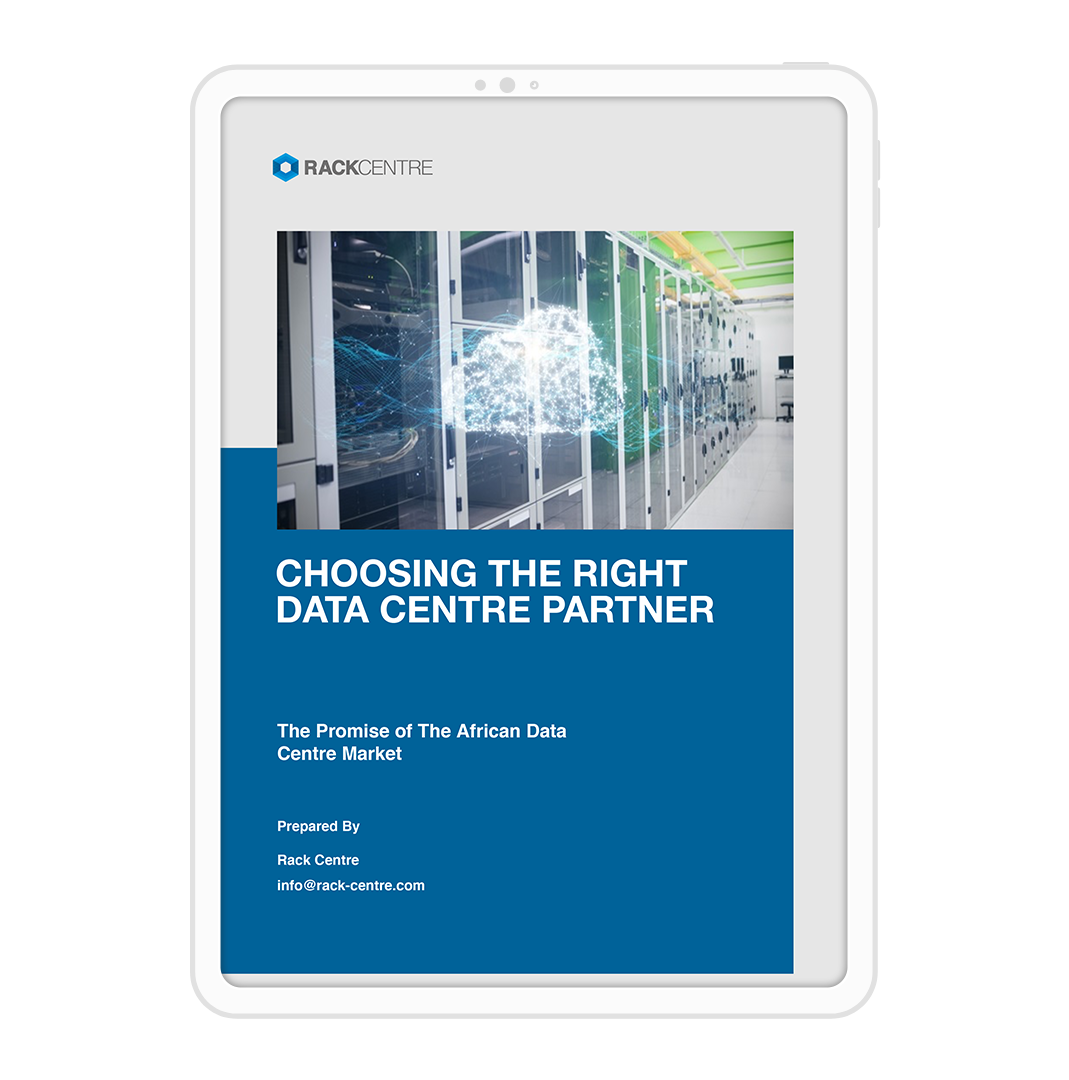 RACKCENTRE
CHOOSING THE RIGHT
DATA CENTRE PARTNER
The Promise of The African Data
Centre Market
Prepared By
Rack Centre
info@rack-centre.com